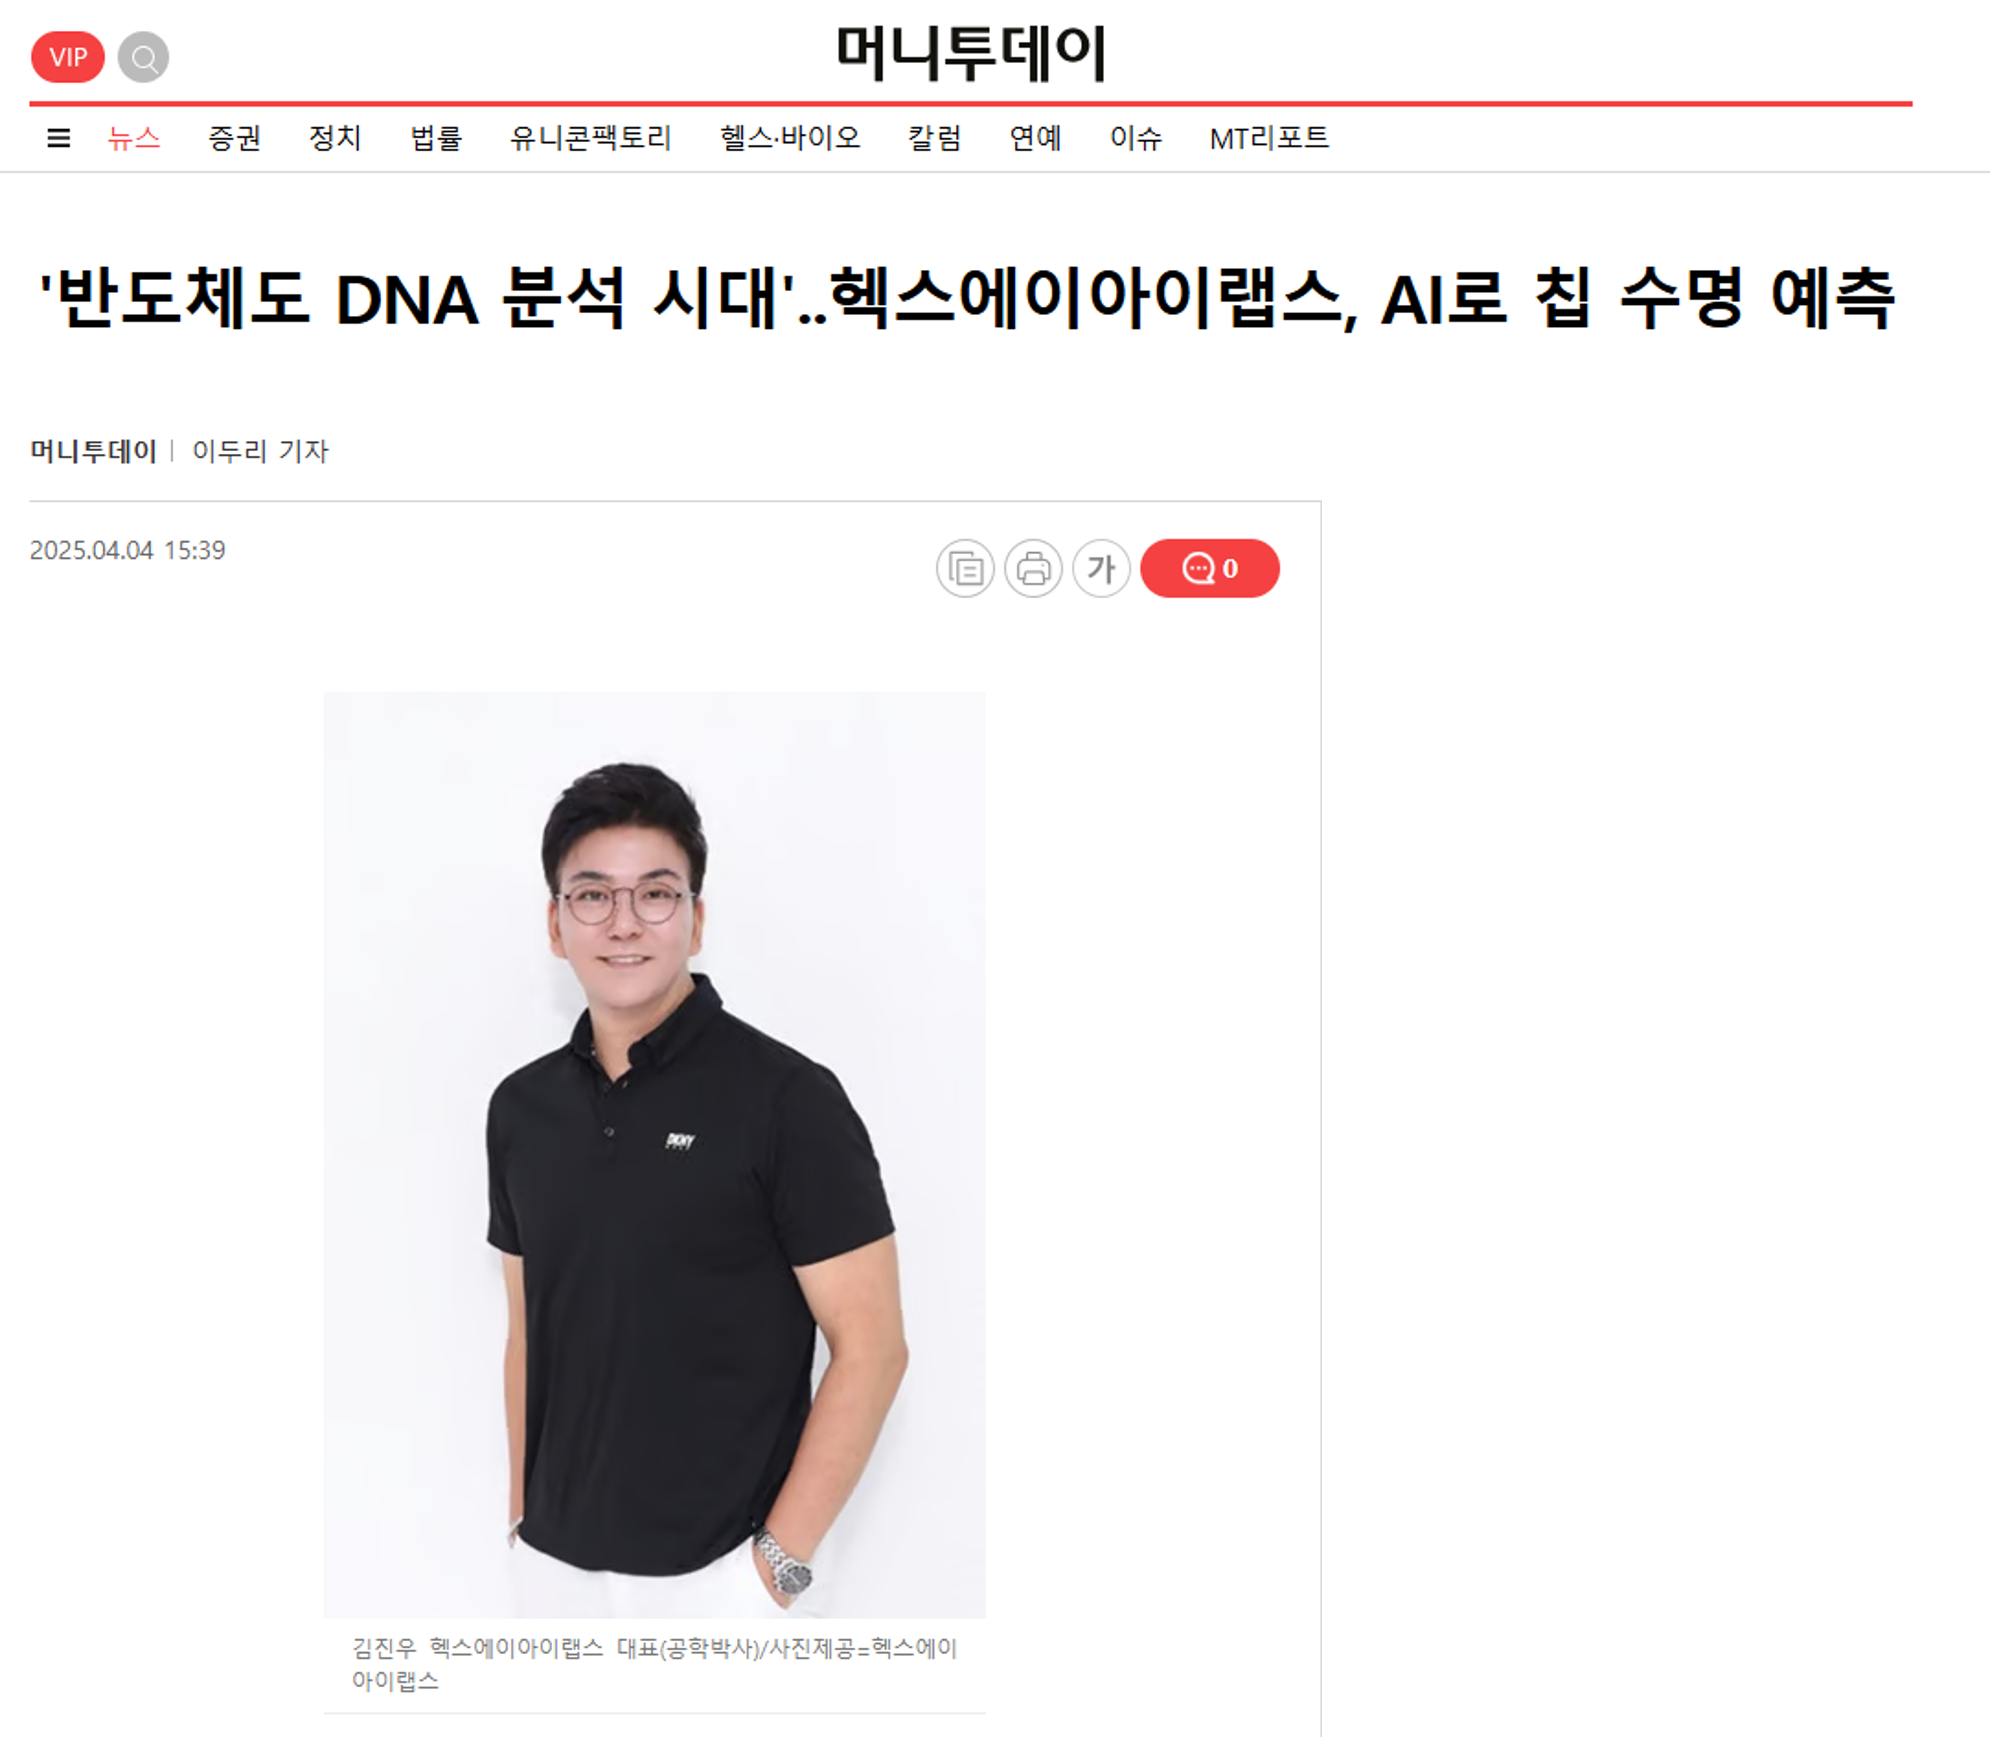 VIP
머니투데이
뉴스 증권 정치 법률 유니콘팩토리 헬스·바이오 칼럼 연예 이슈 MT리포트
'반도체도 DNA 분석 시대'..헥스에이아이랩스, AI로 칩 수명 예측
머니투데이 | 이두리 기자
2025.04.04 15:39
가
0
DKNY
김진우 헥스에이아이랩스 대표(공학박사)/사진제공=헥스에이
아이랩스